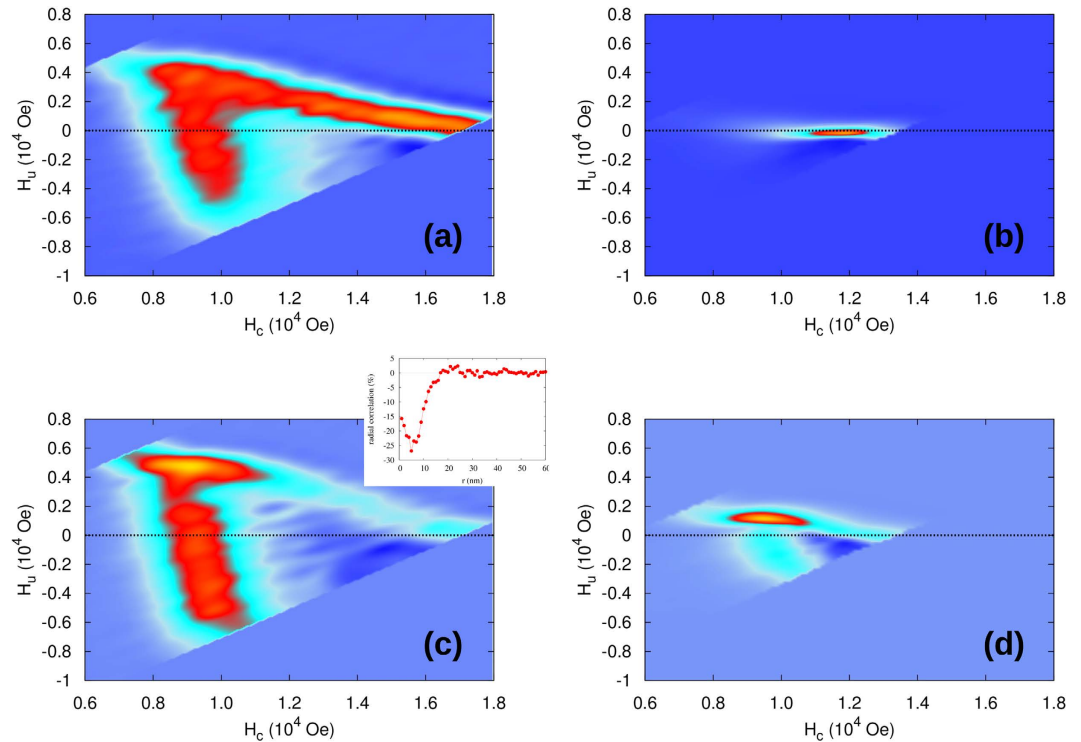 0.8
0.6
0.4
0.2
0
-0.2
-0.4
-0.6
-0.8
-1
H_u (10^4 Oe)
(a)
0.6 0.8 1.0 1.2 1.4 1.6 1.8
H_c (10^4 Oe)
0.8
0.6
0.4
0.2
0
-0.2
-0.4
-0.6
-0.8
-1
H_u (10^4 Oe)
(b)
0.6 0.8 1.0 1.2 1.4 1.6 1.8
H_c (10^4 Oe)
5
0
-5
-10
-15
-20
-25
-30
radial correlation (%)
0 10 20 30 40 50 60
r (nm)
0.8
0.6
0.4
0.2
0
-0.2
-0.4
-0.6
-0.8
-1
H_u (10^4 Oe)
(c)
0.6 0.8 1.0 1.2 1.4 1.6 1.8
H_c (10^4 Oe)
0.8
0.6
0.4
0.2
0
-0.2
-0.4
-0.6
-0.8
-1
H_u (10^4 Oe)
(d)
0.6 0.8 1.0 1.2 1.4 1.6 1.8
H_c (10^4 Oe)